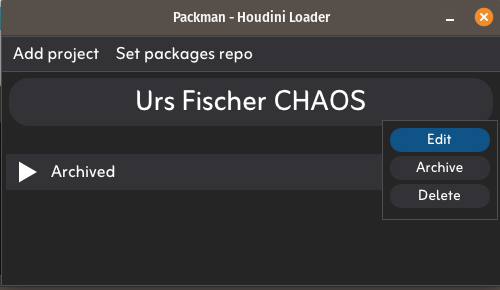 Packman - Houdini Loader
Add project Set packages repo
Urs Fischer CHAOS
Edit
Archived
Archive
Delete